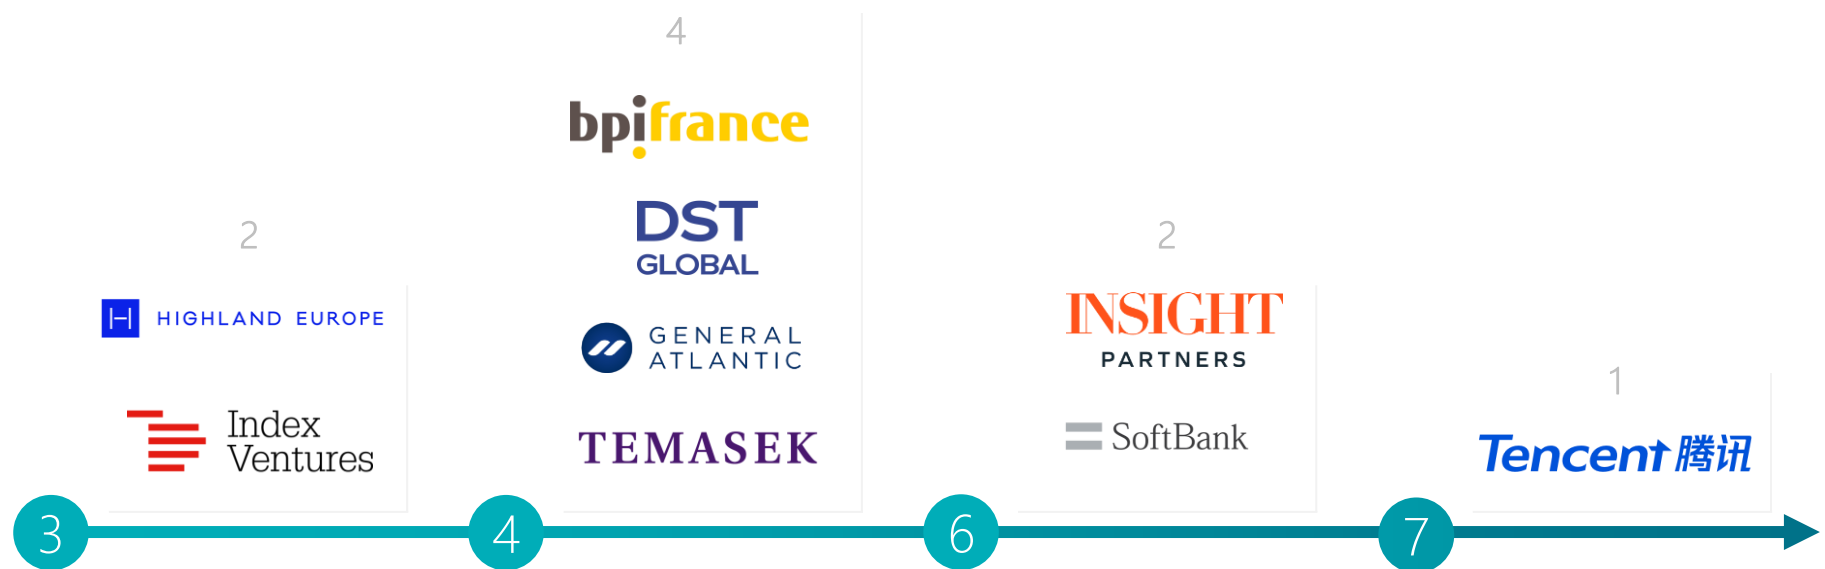 4
bpifrance
DST
GLOBAL
2
2
HIGHLAND EUROPE
GENERAL
ATLANTIC
INSIGHT
PARTNERS
1
Index
Ventures
TEMASEK
SoftBank
Tencent 腾讯
3
4
6
7